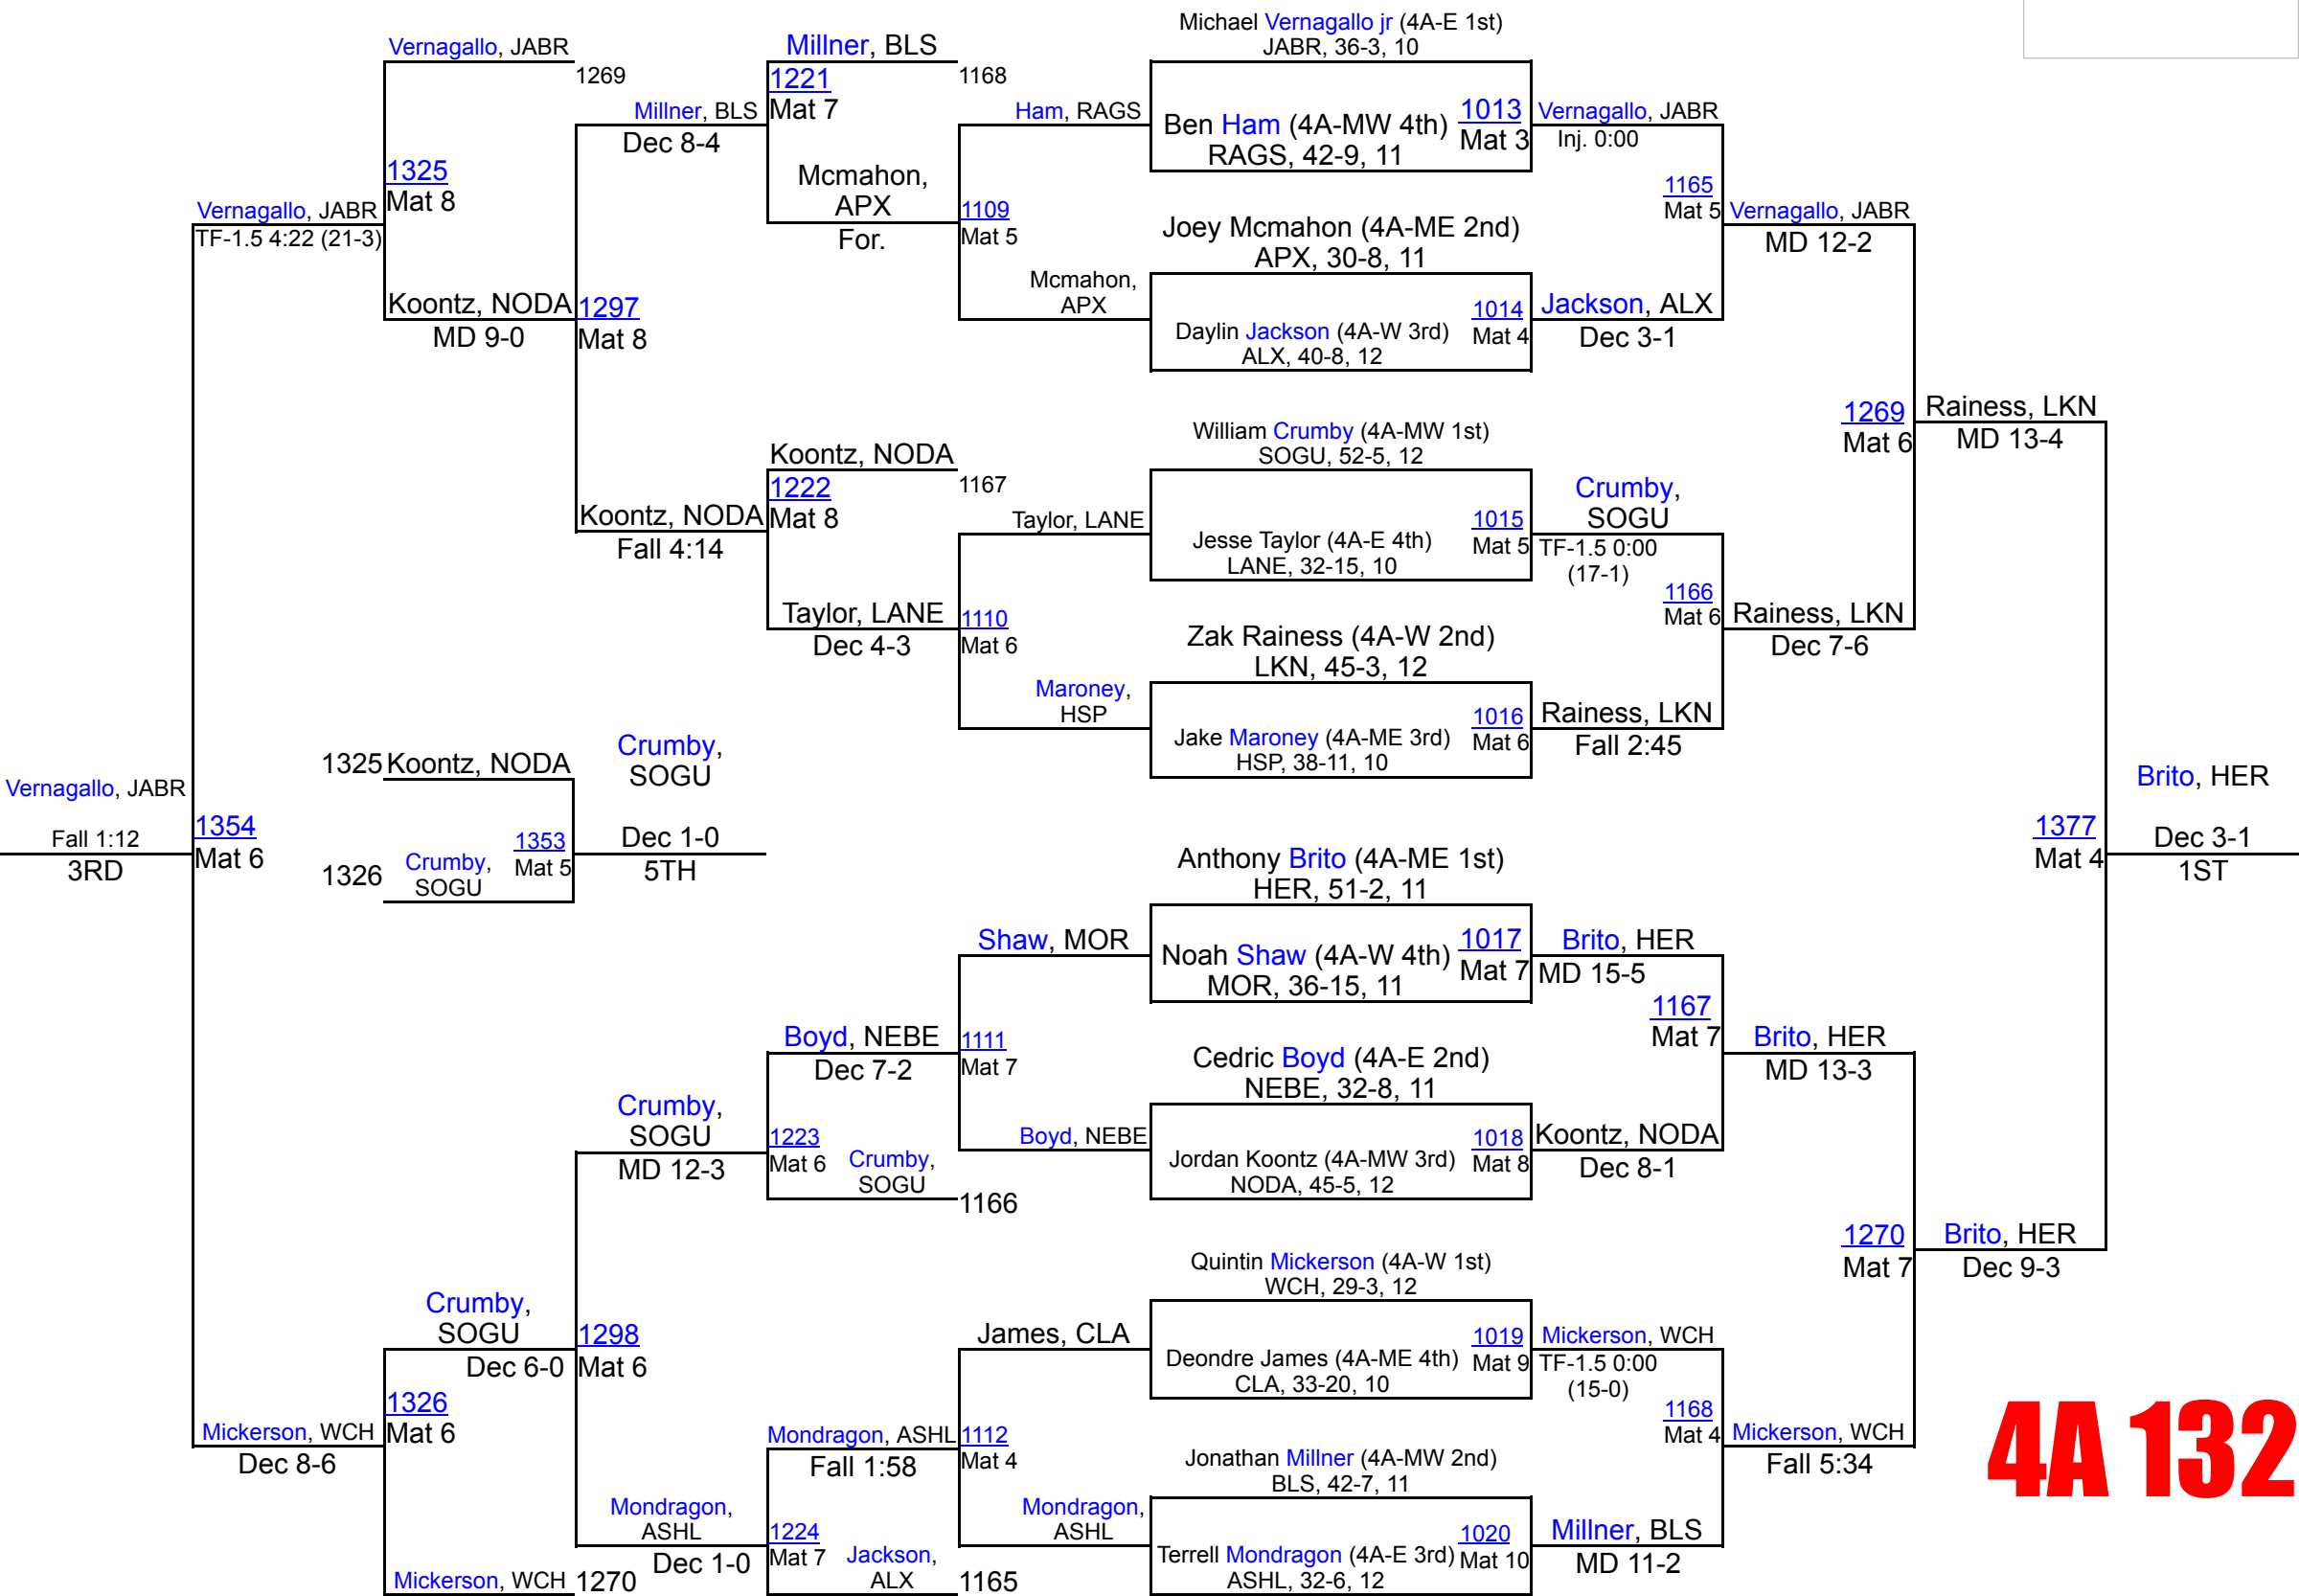 Michael Vernagallo jr (4A-E 1st)
JABR, 36-3, 10
Ben Ham (4A-MW 4th)
RAGS, 42-9, 11
1013
Mat 3
Joey Mcmahon (4A-ME 2nd)
APX, 30-8, 11
Daylin Jackson (4A-W 3rd)
ALX, 40-8, 12
1014
Mat 4
William Crumby (4A-MW 1st)
SOGU, 52-5, 12
Jesse Taylor (4A-E 4th)
LANE, 32-15, 10
1015
Mat 5
Zak Rainess (4A-W 2nd)
LKN, 45-3, 12
Jake Maroney (4A-ME 3rd)
HSP, 38-11, 10
1016
Mat 6
Anthony Brito (4A-ME 1st)
HER, 51-2, 11
Noah Shaw (4A-W 4th)
MOR, 36-15, 11
1017
Mat 7
Cedric Boyd (4A-E 2nd)
NEBE, 32-8, 11
Jordan Koontz (4A-MW 3rd)
NODA, 45-5, 12
1018
Mat 8
Quintin Mickerson (4A-W 1st)
WCH, 29-3, 12
Deondre James (4A-ME 4th)
CLA, 33-20, 10
1019
Mat 9
Jonathan Millner (4A-MW 2nd)
BLS, 42-7, 11
Terrell Mondragon (4A-E 3rd)
ASHL, 32-6, 12
1020
Mat 10
Vernagallo, JABR
Inj. 0:00
1165
Mat 5
Jackson, ALX
Dec 3-1
Crumby,
SOGU
TF-1.5 0:00
(17-1)
1166
Mat 6
Rainess, LKN
Fall 2:45
Brito, HER
MD 15-5
1167
Mat 7
Koontz, NODA
Dec 8-1
Mickerson, WCH
TF-1.5 0:00
(15-0)
1168
Mat 4
Millner, BLS
MD 11-2
Vernagallo, JABR
MD 12-2
1269
Mat 6
Rainess, LKN
Dec 7-6
Brito, HER
MD 13-3
1270
Mat 7
Mickerson, WCH
Fall 5:34
Rainess, LKN
MD 13-4
1377
Mat 4
Brito, HER
Dec 9-3
Brito, HER
Dec 3-1
1ST
Ham, RAGS
1109
Mat 5
Mcmahon,
APX
Taylor, LANE
1110
Mat 6
Maroney,
HSP
Shaw, MOR
1111
Mat 7
Boyd, NEBE
James, CLA
1112
Mat 4
Mondragon,
ASHL
Millner, BLS
1168
1221
Mat 7
Mcmahon,
APX
For.
Koontz, NODA
1167
1222
Mat 8
Taylor, LANE
Dec 4-3
Boyd, NEBE
Dec 7-2
1223
Mat 6
Crumby,
SOGU
1166
Mondragon, ASHL
Fall 1:58
1224
Mat 7
Jackson,
ALX
1165
Millner, BLS
Dec 8-4
1297
Mat 8
Koontz, NODA
Fall 4:14
Crumby,
SOGU
MD 12-3
1298
Mat 6
Mondragon,
ASHL
Dec 1-0
Vernagallo, JABR
1269
1325
Mat 8
Koontz, NODA
MD 9-0
Crumby,
SOGU
Dec 6-0
1326
Mat 6
Mickerson, WCH
1270
Vernagallo, JABR
TF-1.5 4:22 (21-3)
1354
Mat 6
Mickerson, WCH
Dec 8-6
Vernagallo, JABR
Fall 1:12
3RD
1325
Koontz, NODA
1353
Mat 5
1326
Crumby,
SOGU
Crumby,
SOGU
Dec 1-0
5TH
4A 132